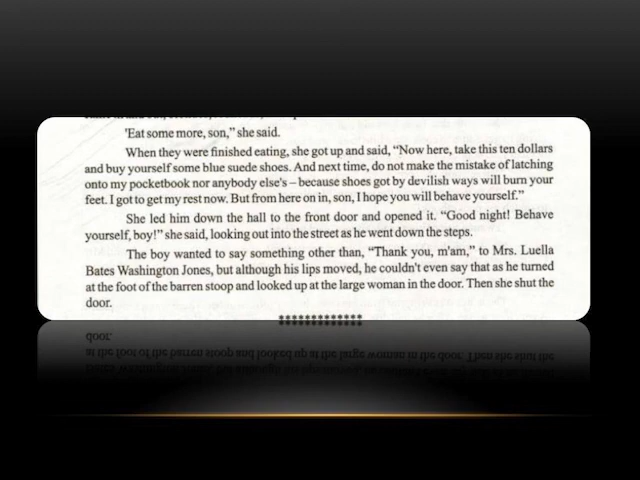 'Eat some more, son,” she said.
When they were finished eating, she got up and said, “Now here, take this ten dollars
and buy yourself some blue suede shoes. And next time, do not make the mistake of latching
onto my pocketbook nor anybody else's – because shoes got by devilish ways will burn your
feet. I got to get my rest now. But from here on in, son, I hope you will behave yourself.”
She led him down the hall to the front door and opened it. “Good night! Behave
yourself, boy!” she said, looking out into the street as he went down the steps.
The boy wanted to say something other than, “Thank you, m'am,” to Mrs. Luella
Bates Washington Jones, but although his lips moved, he couldn't even say that as he turned
at the foot of the barren stoop and looked up at the large woman in the door. Then she shut the
door.
*************